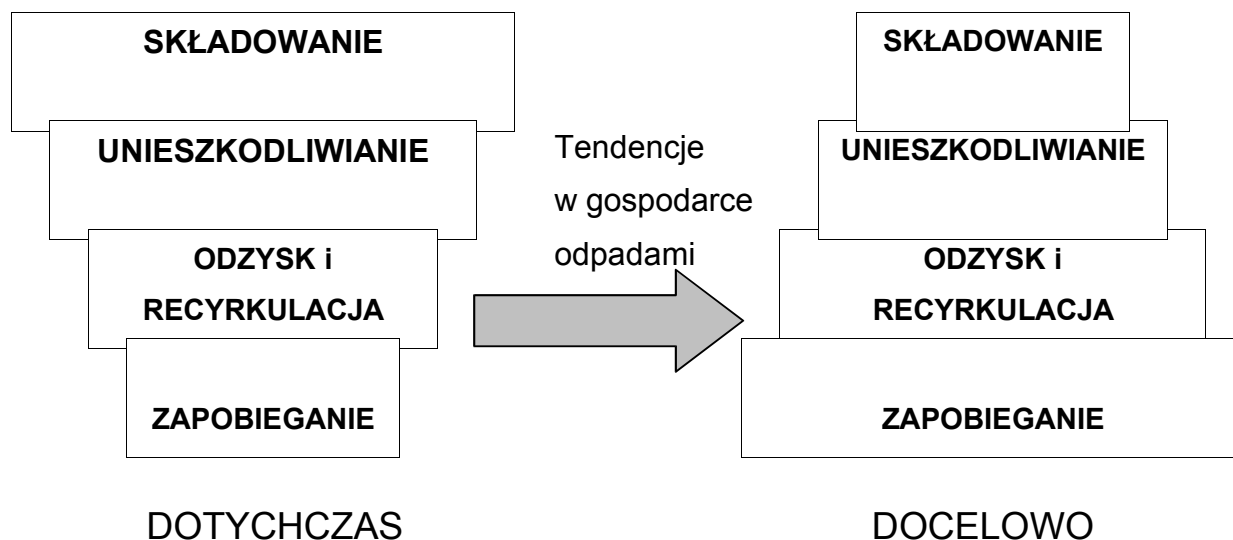 SKŁADOWANIE
UNIESZKODLIWIANIE
ODZYSK i
RECYRKULACJA
ZAPOBIEGANIE
DOTYCHCZAS
Tendencje
w gospodarce
odpadami
SKŁADOWANIE
UNIESZKODLIWIANIE
ODZYSK i
RECYRKULACJA
ZAPOBIEGANIE
DOCELOWO